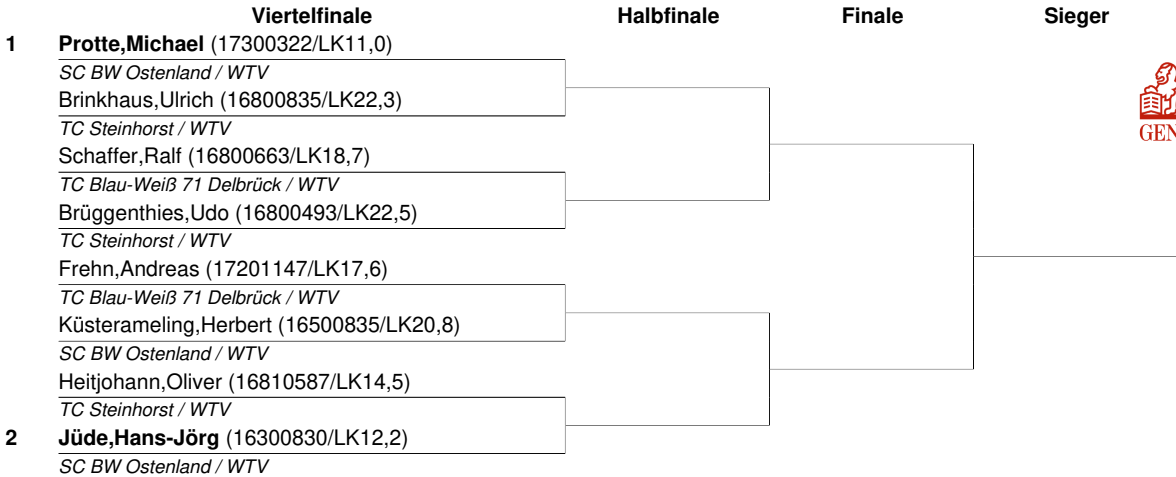 Viertelfinale Halbfinale Finale Sieger
1 Protte,Michael (17300322/LK11,0)
SC BW Ostenland / WTV
Brinkhaus,Ulrich (16800835/LK22,3)
TC Steinhorst / WTV
Schaffer,Ralf (16800663/LK18,7)
TC Blau-Weiß 71 Delbrück / WTV
Brüggenthies,Udo (16800493/LK22,5)
TC Steinhorst / WTV
Frehn,Andreas (17201147/LK17,6)
TC Blau-Weiß 71 Delbrück / WTV
Küsterameling,Herbert (16500835/LK20,8)
SC BW Ostenland / WTV
Heitjohann,Oliver (16810587/LK14,5)
TC Steinhorst / WTV
2 Jüde,Hans-Jörg (16300830/LK12,2)
SC BW Ostenland / WTV
GEN